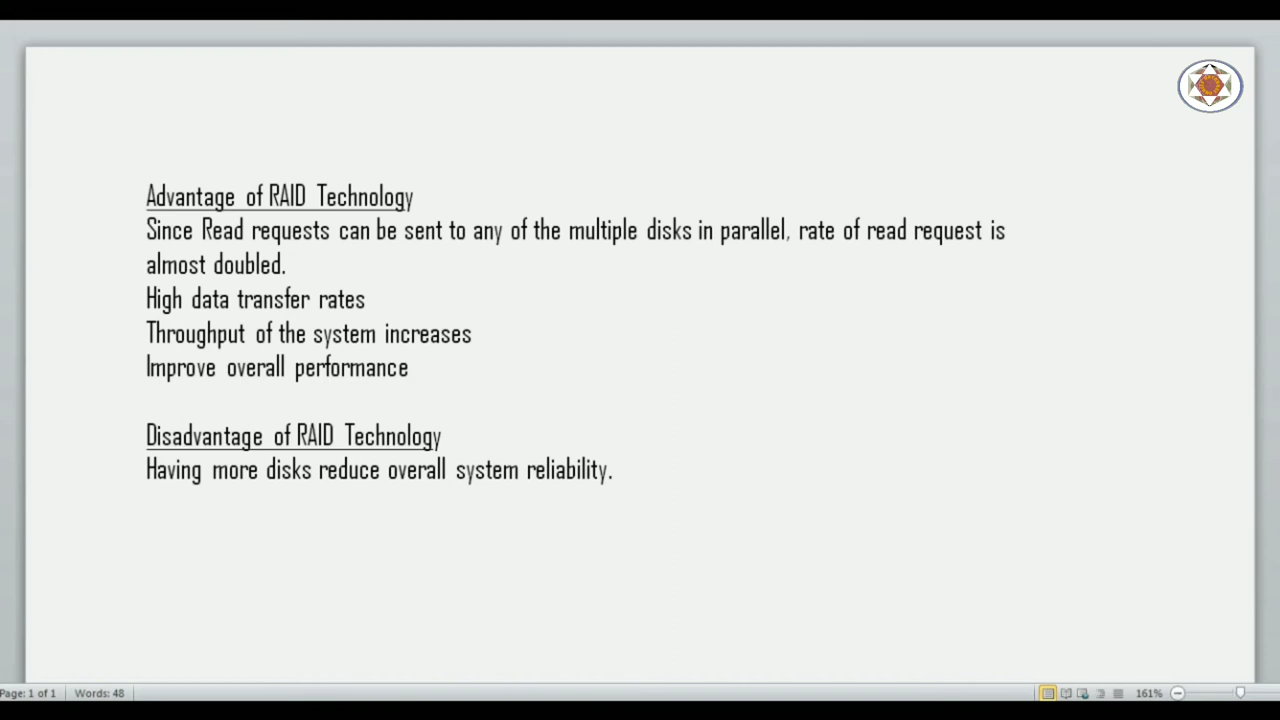 Advantage of RAID Technology
Since Read requests can be sent to any of the multiple disks in parallel, rate of read request is
almost doubled.
High data transfer rates
Throughput of the system increases
Improve overall performance
Disadvantage of RAID Technology
Having more disks reduce overall system reliability.
Page: 1 of 1 Words: 48 161%